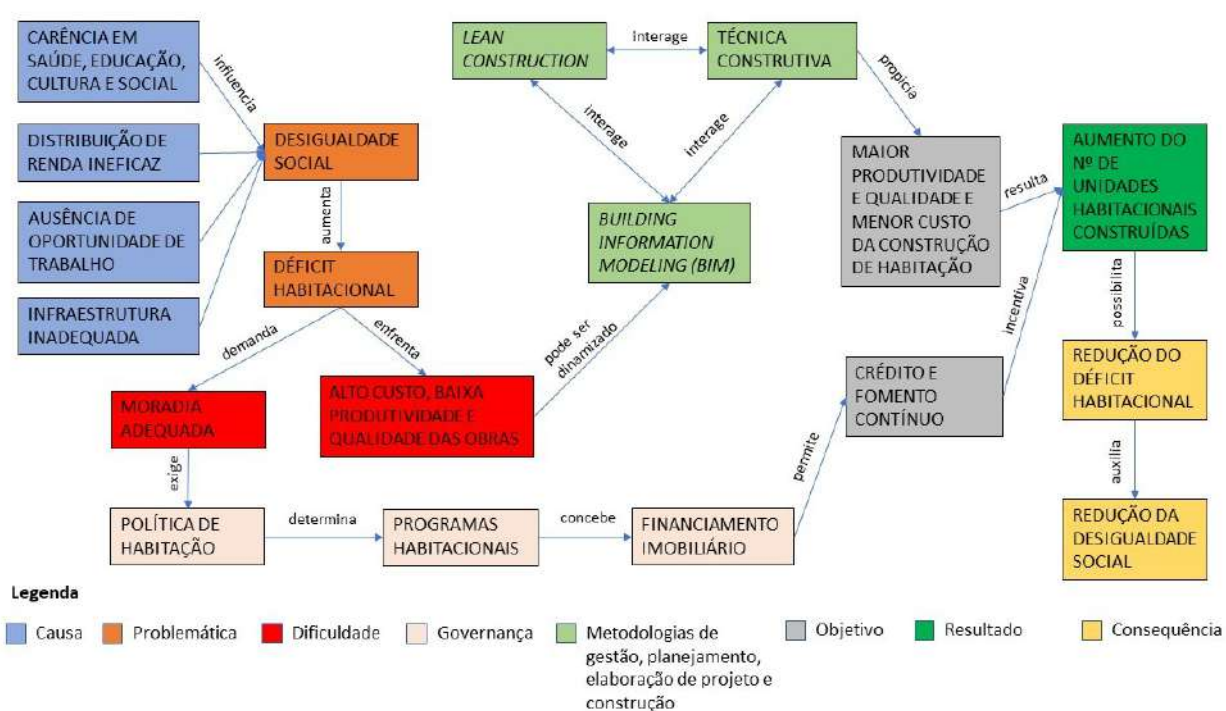 CARÊNCIA EM
SAÚDE, EDUCAÇÃO,
CULTURA E SOCIAL
influencia
DISTRIBUIÇÃO DE
RENDA INEFICAZ
AUSÊNCIA DE
OPORTUNIDADE DE
TRABALHO
INFRAESTRUTURA
INADEQUADA
DESIGUALDADE
SOCIAL
aumenta
DÉFICIT
HABITACIONAL
demanda
enfrenta
MORADIA
ADEQUADA
ALTO CUSTO, BAIXA
PRODUTIVIDADE E
QUALIDADE DAS OBRAS
pode ser
dinamizado
exige
POLÍTICA DE
HABITAÇÃO
determina
PROGRAMAS
HABITACIONAIS
concebe
FINANCIAMENTO
IMOBILIÁRIO
permite
LEAN
CONSTRUCTION
interage
TÉCNICA
CONSTRUTIVA
interage
interage
BUILDING
INFORMATION
MODELING (BIM)
propicia
MAIOR
PRODUTIVIDADE
E QUALIDADE E
MENOR CUSTO
DA CONSTRUÇÃO
DE HABITAÇÃO
resulta
CRÉDITO E
FOMENTO
CONTÍNUO
incentiva
AUMENTO DO
Nº DE
UNIDADES
HABITACIONAIS
CONSTRUÍDAS
possibilita
REDUÇÃO DO
DÉFICIT
HABITACIONAL
auxilia
REDUÇÃO DA
DESIGUALDADE
SOCIAL
Legenda
Causa
Problemática
Dificuldade
Governança
Metodologias de
gestão, planejamento,
elaboração de projeto e
construção
Objetivo
Resultado
Consequência